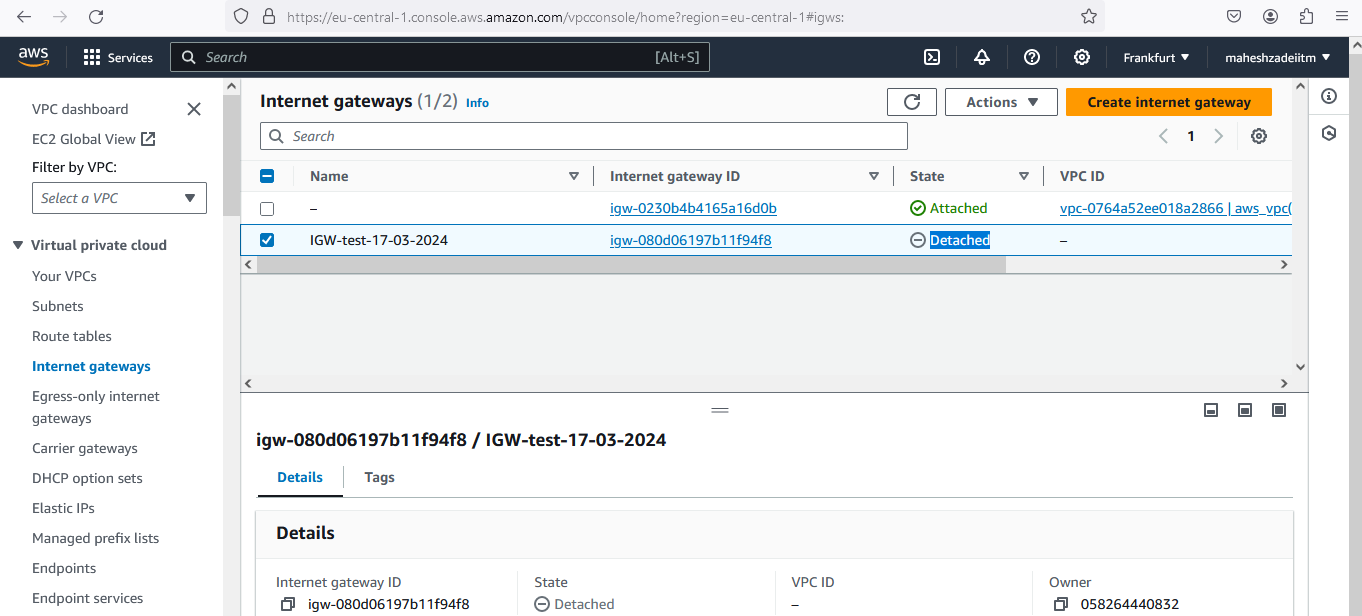 https://eu-central-1.console.aws.amazon.com/vpcconsole/home?region=eu-central-1#igws:
aws
Services
Search
[Alt+S]
Frankfurt
maheshzadeiitm
VPC dashboard
EC2 Global View
Filter by VPC:
Select a VPC
Virtual private cloud
Your VPCs
Subnets
Route tables
Internet gateways
Egress-only internet
gateways
Carrier gateways
DHCP option sets
Elastic IPs
Managed prefix lists
Endpoints
Endpoint services
Internet gateways (1/2) Info
Actions
Create internet gateway
Search
1
Name Internet gateway ID State VPC ID
– igw-0230b4b4165a16d0b Attached vpc-0764a52ee018a2866 | aws_vpc(
IGW-test-17-03-2024 igw-080d06197b11f94f8 Detached –
igw-080d06197b11f94f8 / IGW-test-17-03-2024
Details Tags
Details
Internet gateway ID State VPC ID Owner
igw-080d06197b11f94f8 Detached – 058264440832